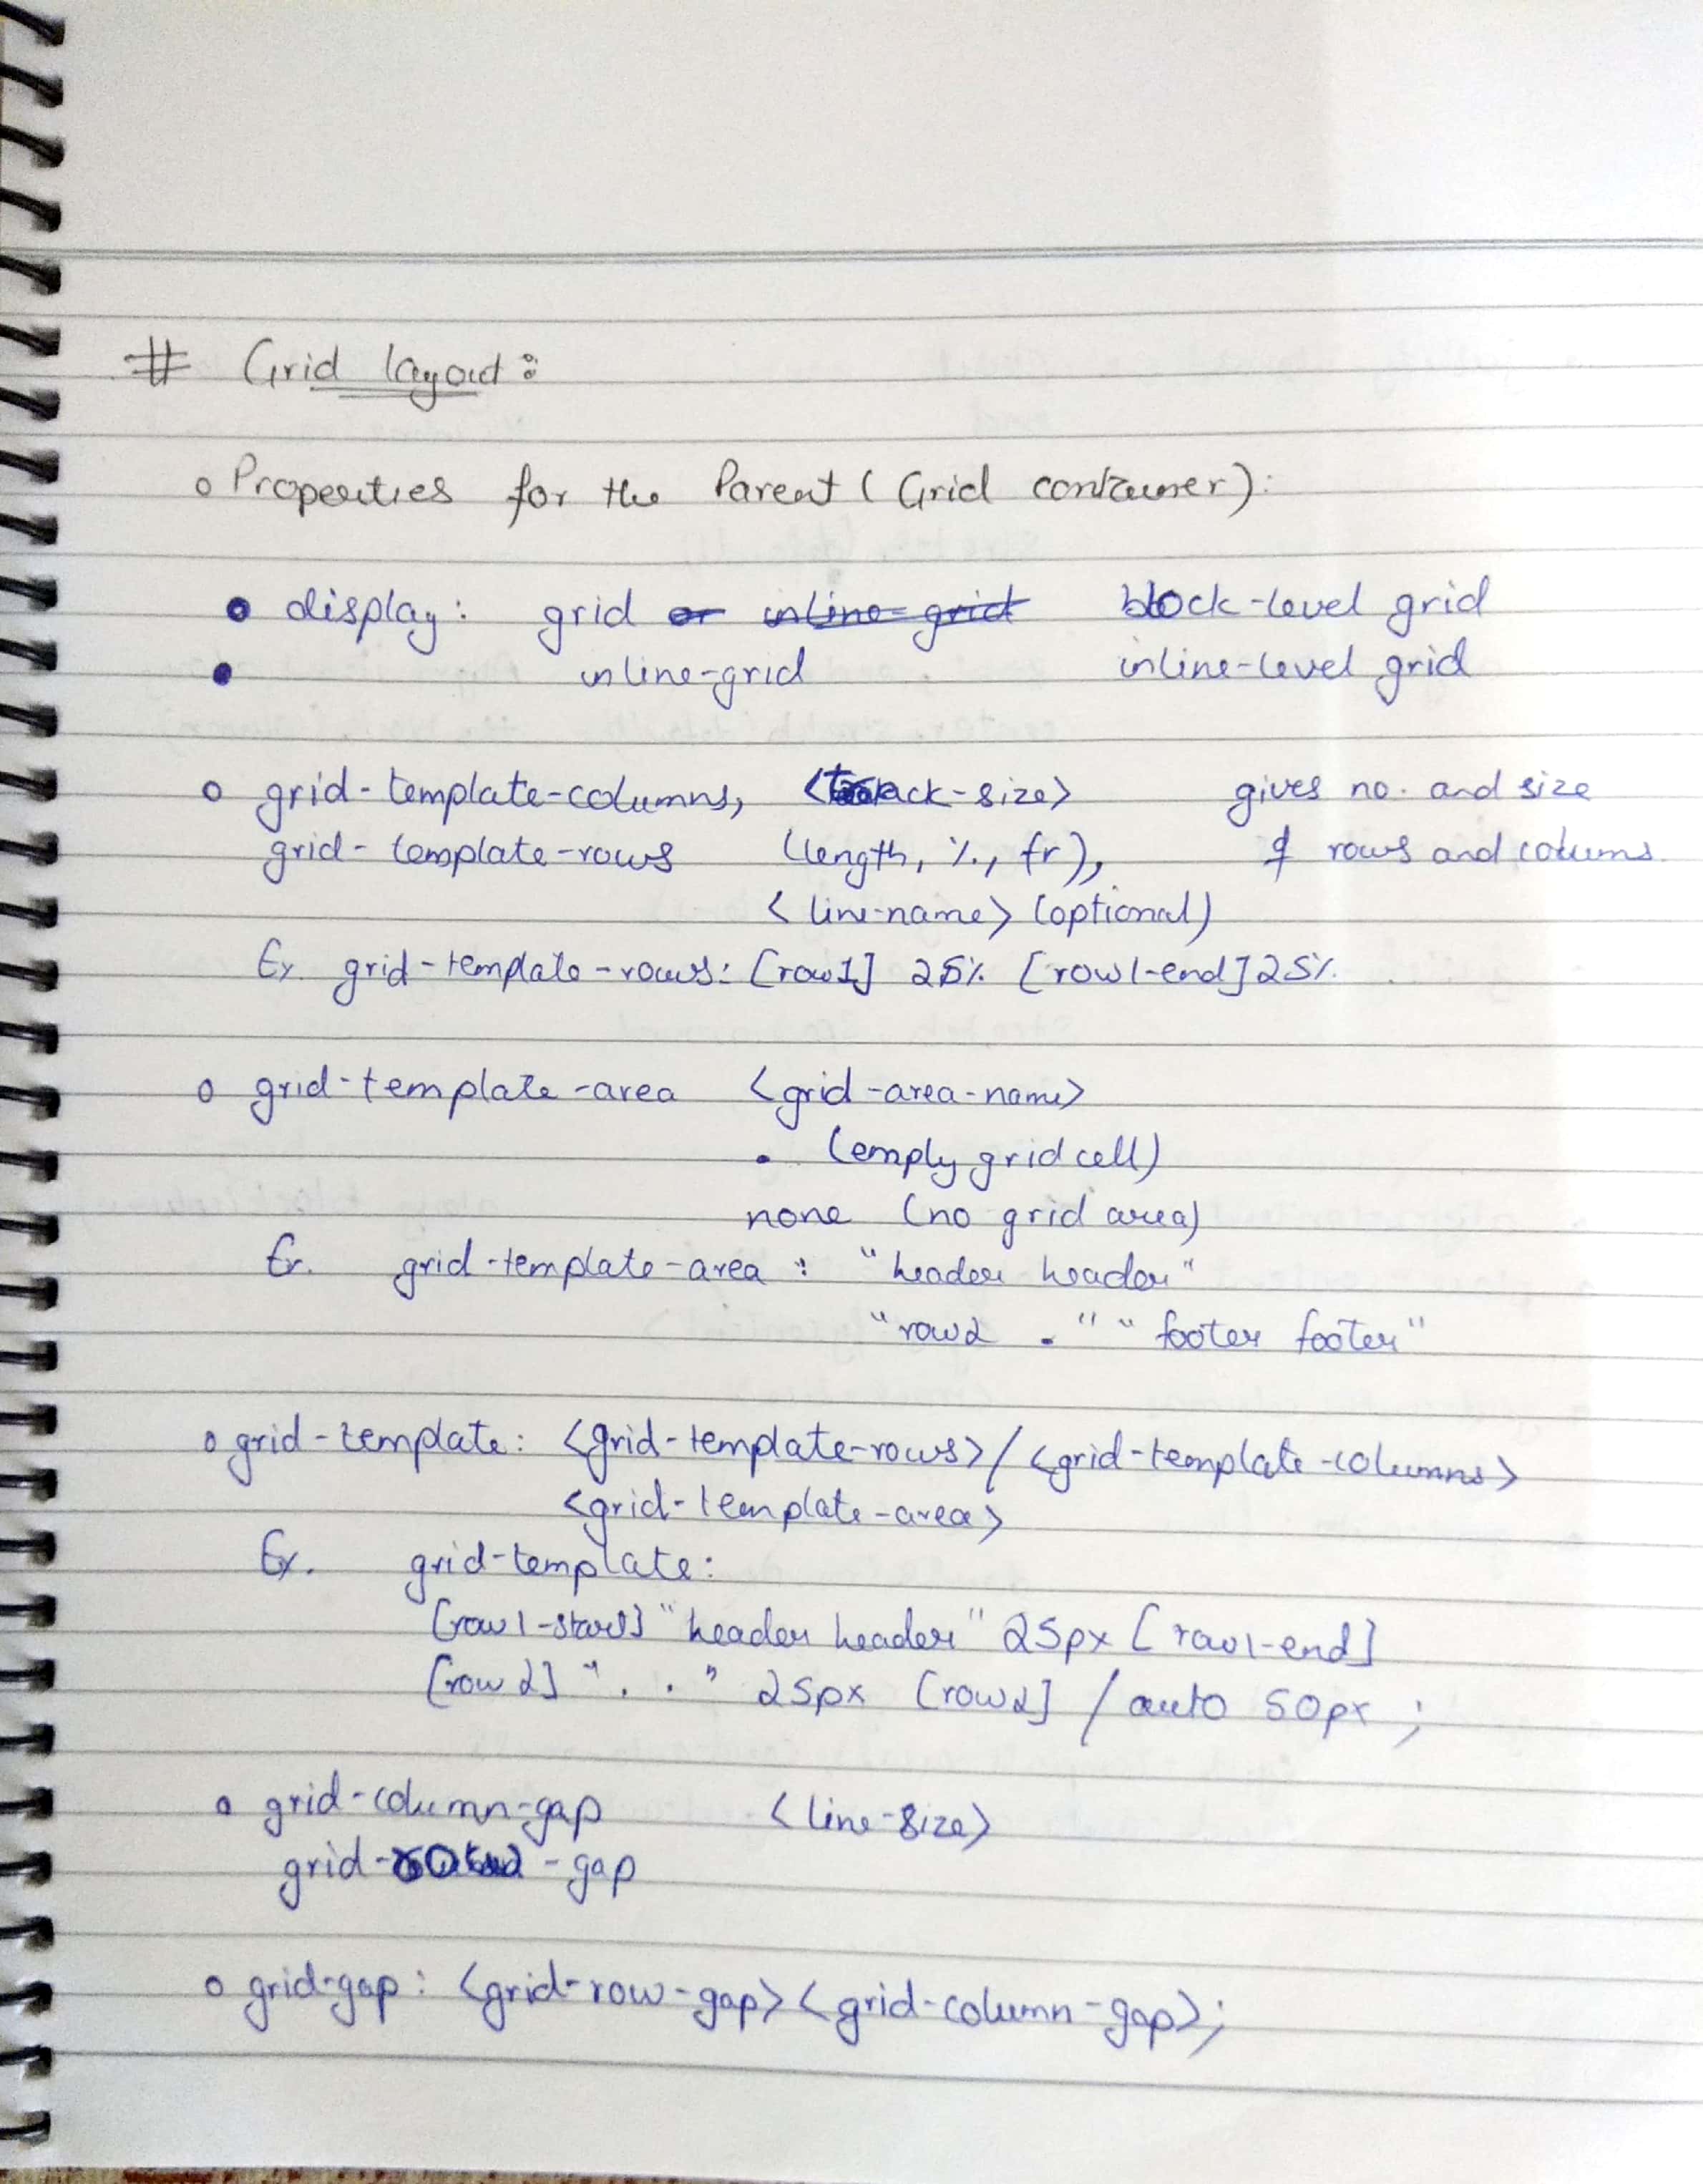 # Grid layout:
o Properties for the Parent (Grid container):
• display: grid or inline-grid block-level grid
• inline-grid inline-level grid
o grid-template-columns, <track-size> gives no. and size
grid-template-rows (length, %, fr), of rows and columns.
<line-name> (optional)
Ex. grid-template-rows: [row1] 25% [row1-end] 25%
o grid-template-area <grid-area-name>
. (empty grid cell)
none (no grid area)
Ex. grid-template-area : "header header"
"row2 . " "footer footer"
o grid-template: <grid-template-rows> / <grid-template-columns>
<grid-template-area>
Ex. grid-template:
[row1-start] "header header" 25px [row1-end]
[row2] " . . " 25px [row2] / auto 50px ;
o grid-column-gap <line-size>
grid-row-gap
o grid-gap: <grid-row-gap> <grid-column-gap>;